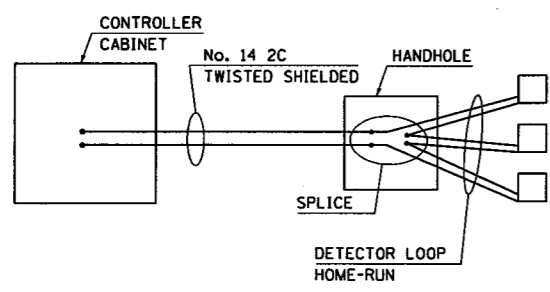 CONTROLLER
CABINET
No. 14 2C
TWISTED SHIELDED
HANDHOLE
SPLICE
DETECTOR LOOP
HOME-RUN